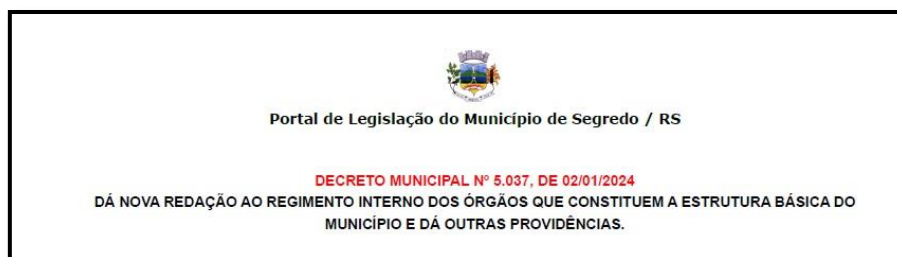 Portal de Legislação do Município de Segredo / RS
DECRETO MUNICIPAL Nº 5.037, DE 02/01/2024
DÁ NOVA REDAÇÃO AO REGIMENTO INTERNO DOS ÓRGÃOS QUE CONSTITUEM A ESTRUTURA BÁSICA DO
MUNICÍPIO E DÁ OUTRAS PROVIDÊNCIAS.